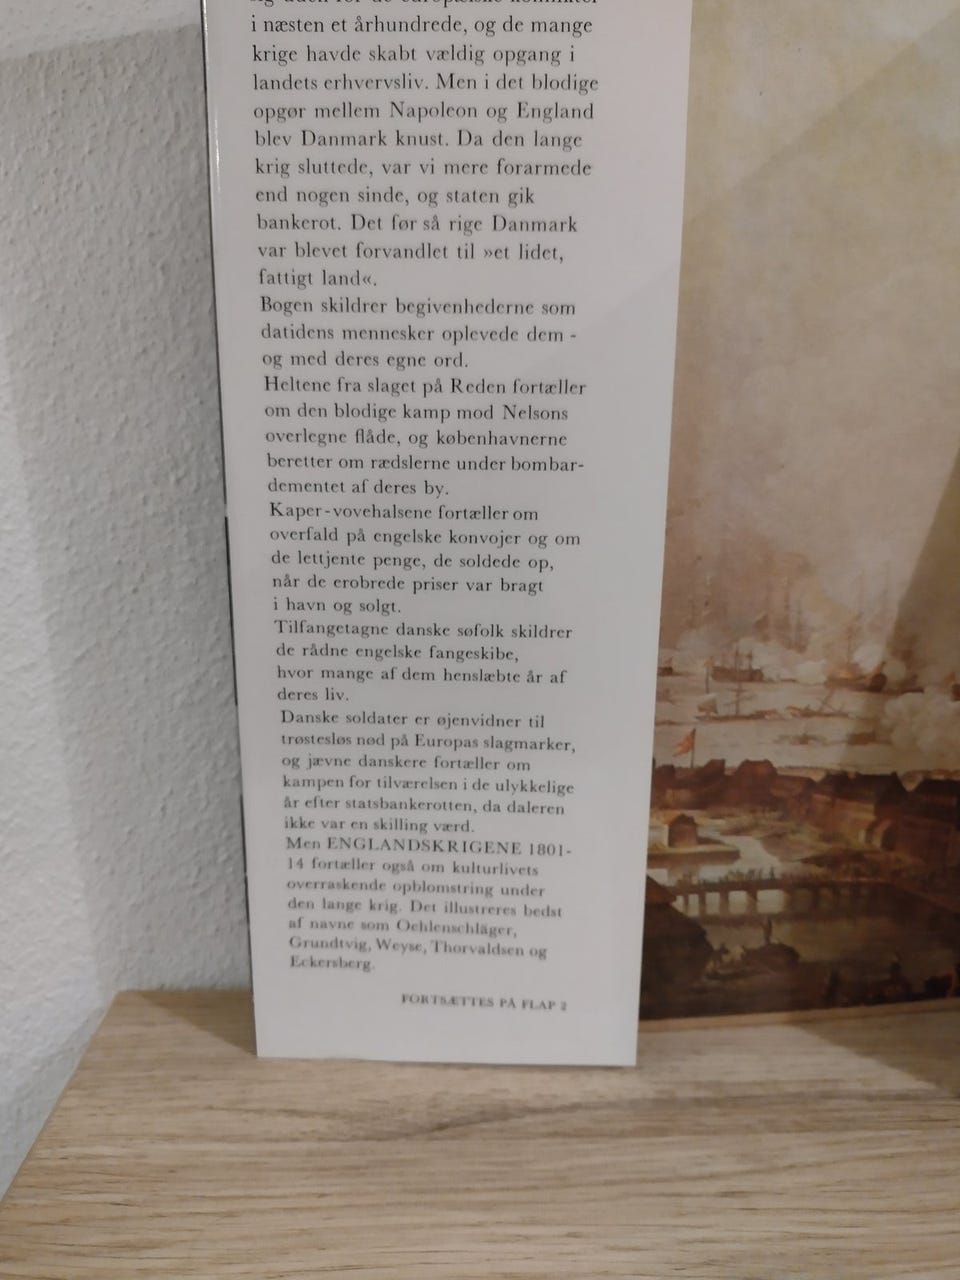 sig uden for de europæiske konflikter
i næsten et århundrede, og de mange
krige havde skabt vældig opgang i
landets erhvervsliv. Men i det blodige
opgør mellem Napoleon og England
blev Danmark knust. Da den lange
krig sluttede, var vi mere forarmede
end nogen sinde, og staten gik
bankerot. Det før så rige Danmark
var blevet forvandlet til »et lidet,
fattigt land«.
Bogen skildrer begivenhederne som
datidens mennesker oplevede dem -
og med deres egne ord.
Heltene fra slaget på Reden fortæller
om den blodige kamp mod Nelsons
overlegne flåde, og københavnerne
beretter om rædslerne under bombar-
dementet af deres by.
Kaper-vovehalsene fortæller om
overfald på engelske konvojer og om
de lettjente penge, de soldede op,
når de erobrede priser var bragt
i havn og solgt.
Tilfangetagne danske søfolk skildrer
de rådne engelske fangeskibe,
hvor mange af dem henslæbte år af
deres liv.
Danske soldater er øjenvidner til
trøstesløs nød på Europas slagmarker,
og jævne danskere fortæller om
kampen for tilværelsen i de ulykkelige
år efter statsbankerotten, da daleren
ikke var en skilling værd.
Men ENGLANDSKRIGENE 1801-
14 fortæller også om kulturlivets
overraskende opblomstring under
den lange krig. Det illustreres bedst
af navne som Oehlenschläger,
Grundtvig, Weyse, Thorvaldsen og
Eckersberg.
FORTSÆTTES PÅ FLAP 2